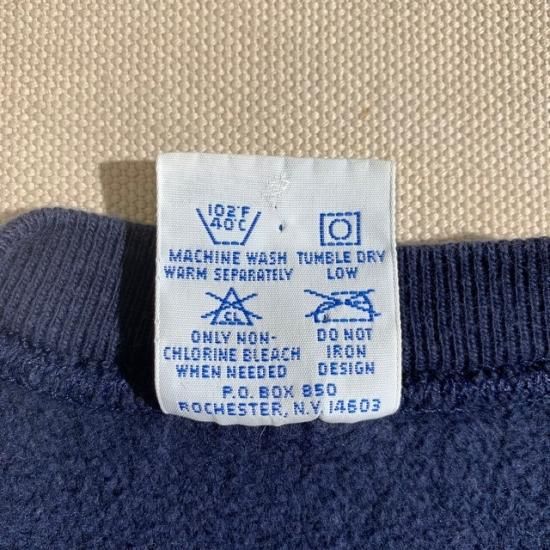 102°F
40°C
MACHINE WASH
WARM SEPARATELY
TUMBLE DRY
LOW
CL
ONLY NON-
CHLORINE BLEACH
WHEN NEEDED
DO NOT
IRON
DESIGN
P.O. BOX 850
ROCHESTER, N.Y. 14603